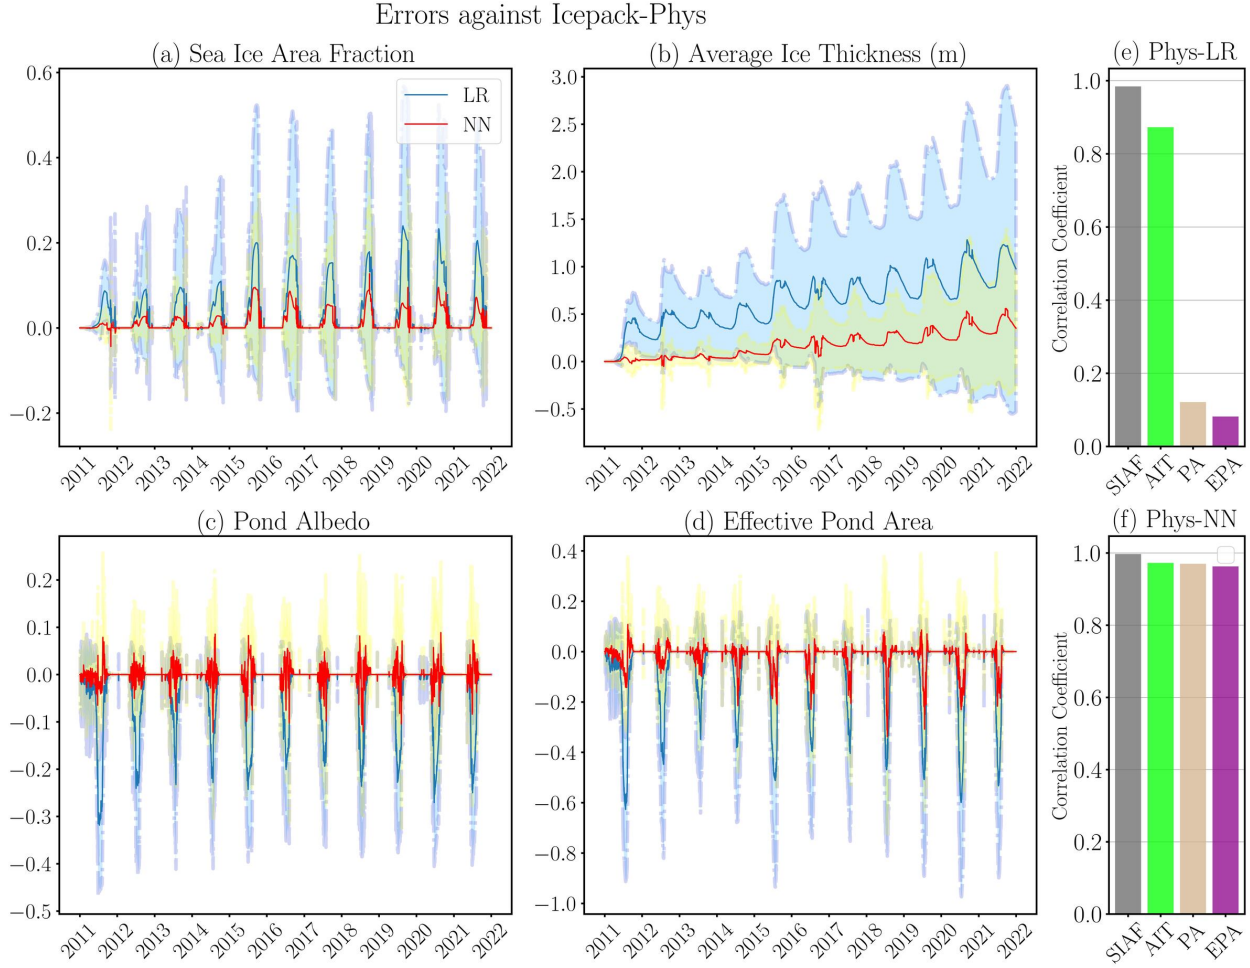 Errors against Icepack-Phys
(a) Sea Ice Area Fraction
LR
NN
0.6
0.4
0.2
0.0
−0.2
2011 2012 2013 2014 2015 2016 2017 2018 2019 2020 2021 2022
(b) Average Ice Thickness (m)
3.0
2.5
2.0
1.5
1.0
0.5
0.0
−0.5
2011 2012 2013 2014 2015 2016 2017 2018 2019 2020 2021 2022
(e) Phys-LR
Correlation Coefficient
1.0
0.8
0.6
0.4
0.2
0.0
SIAF AIT PA EPA
(c) Pond Albedo
0.2
0.1
0.0
−0.1
−0.2
−0.3
−0.4
−0.5
2011 2012 2013 2014 2015 2016 2017 2018 2019 2020 2021 2022
(d) Effective Pond Area
0.4
0.2
0.0
−0.2
−0.4
−0.6
−0.8
−1.0
2011 2012 2013 2014 2015 2016 2017 2018 2019 2020 2021 2022
(f) Phys-NN
Correlation Coefficient
1.0
0.8
0.6
0.4
0.2
0.0
SIAF AIT PA EPA